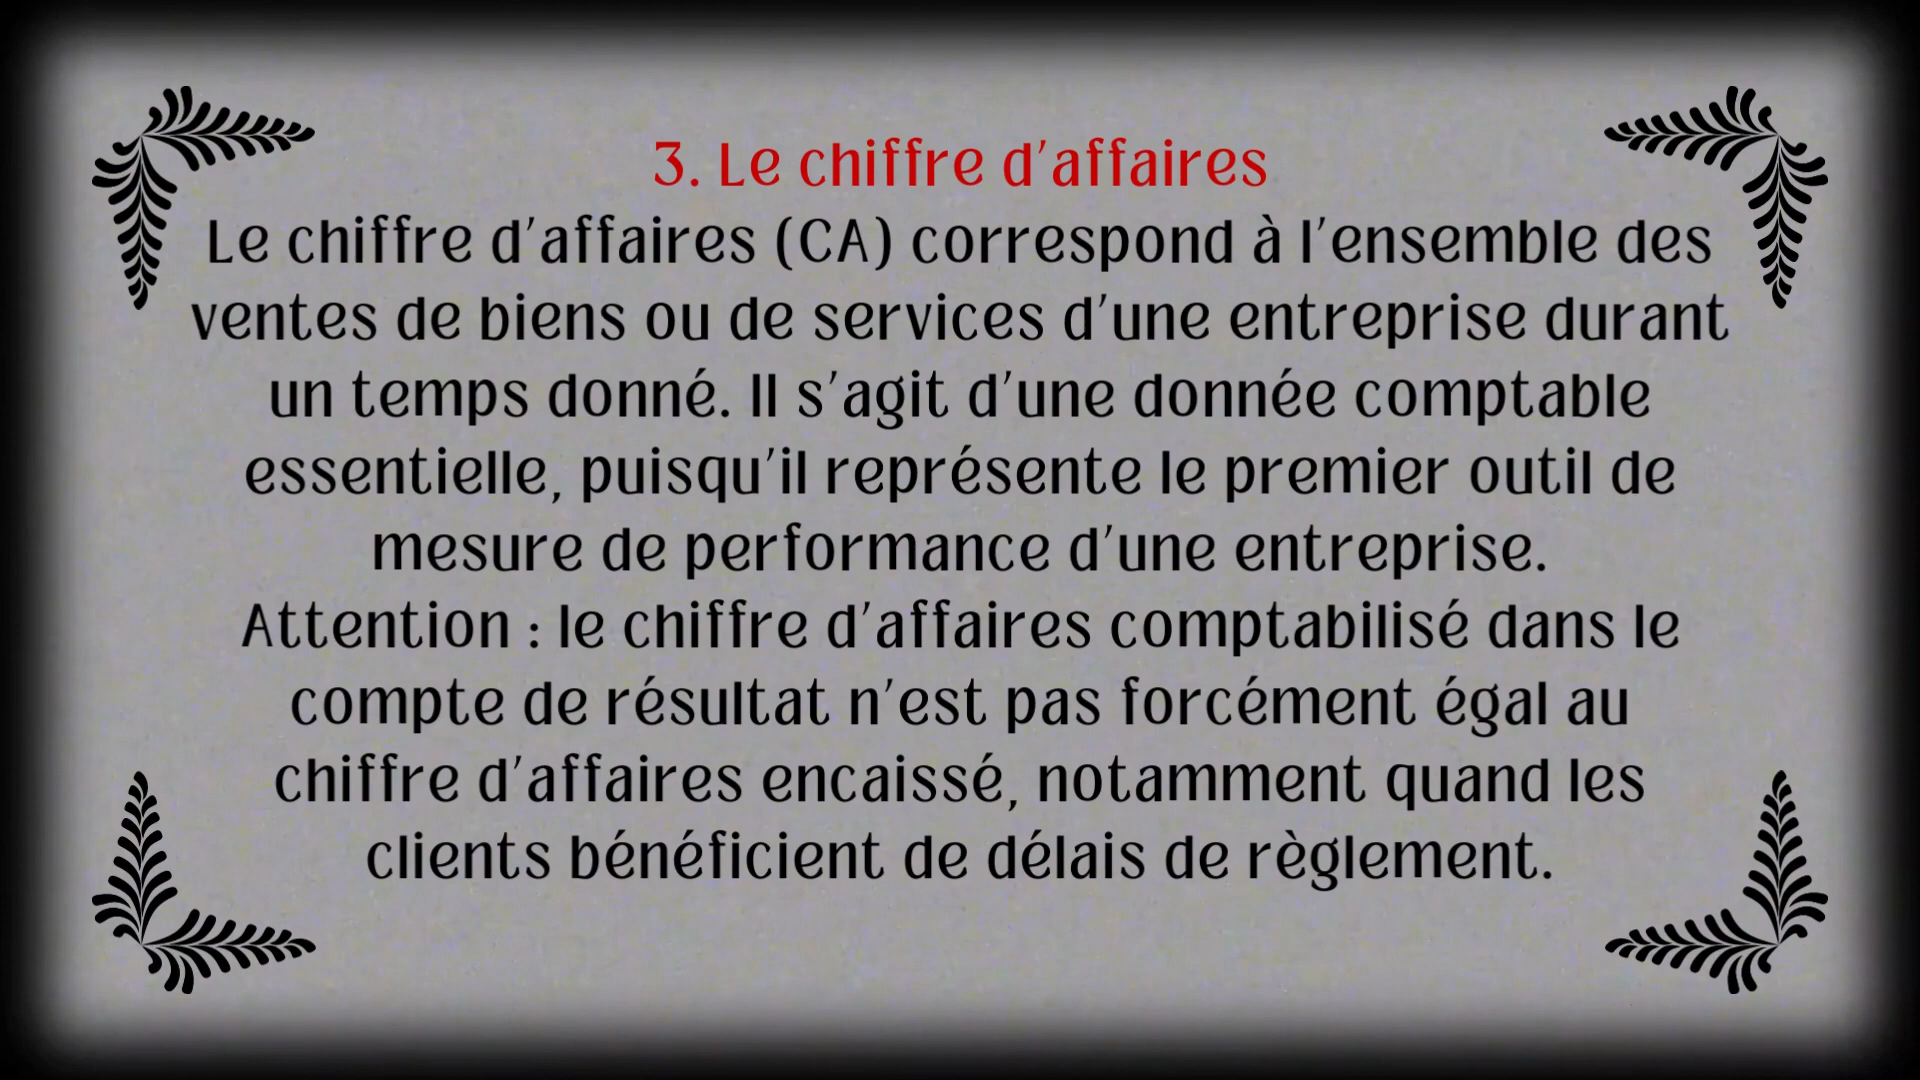 3. Le chiffre d’affaires
Le chiffre d’affaires (CA) correspond à l’ensemble des
ventes de biens ou de services d’une entreprise durant
un temps donné. Il s’agit d’une donnée comptable
essentielle, puisqu’il représente le premier outil de
mesure de performance d’une entreprise.
Attention : le chiffre d’affaires comptabilisé dans le
compte de résultat n’est pas forcément égal au
chiffre d’affaires encaissé, notamment quand les
clients bénéficient de délais de règlement.